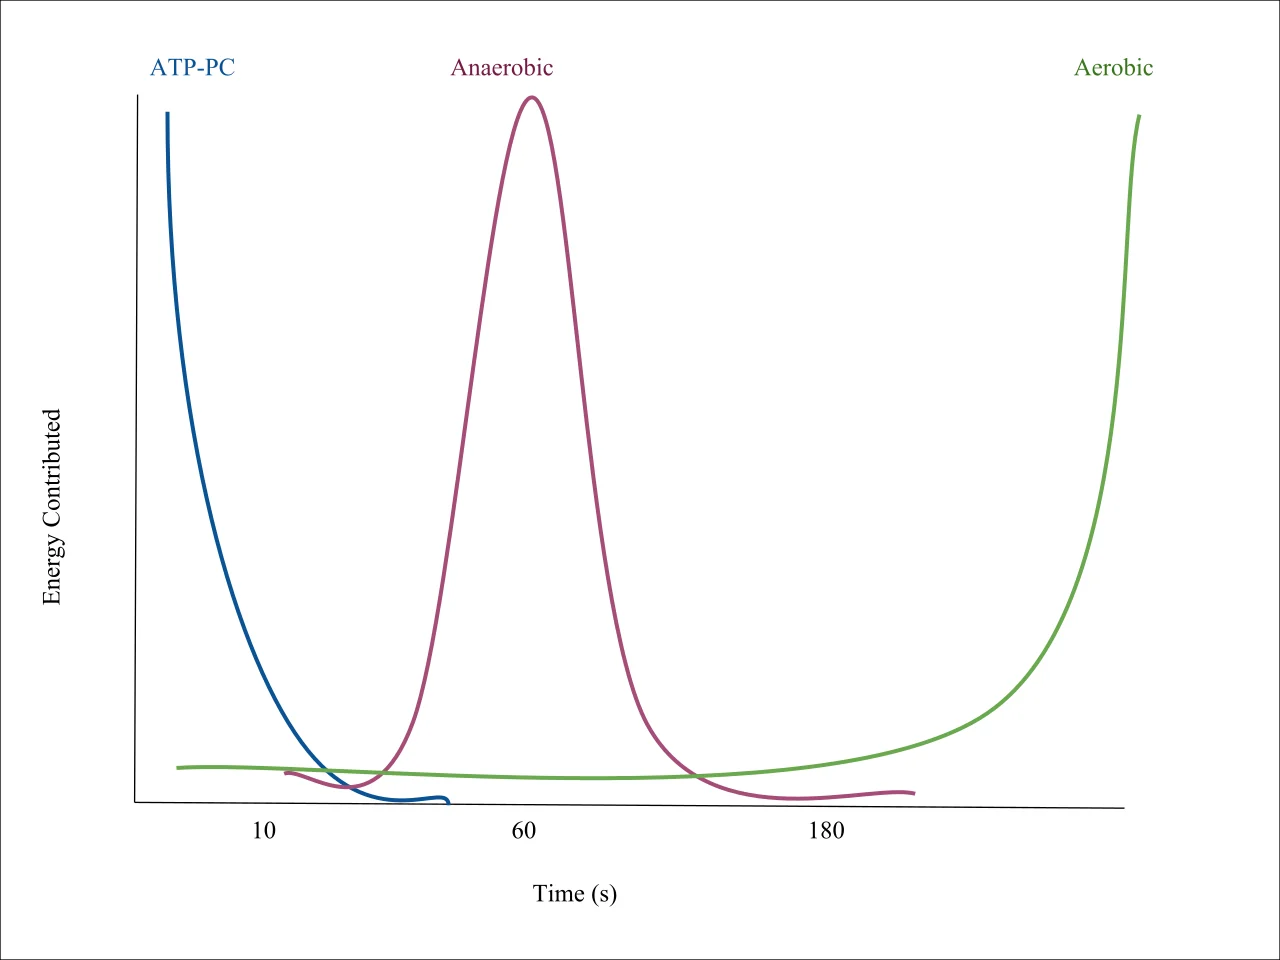 ATP-PC
Anaerobic
Aerobic
Energy Contributed
10
60
180
Time (s)